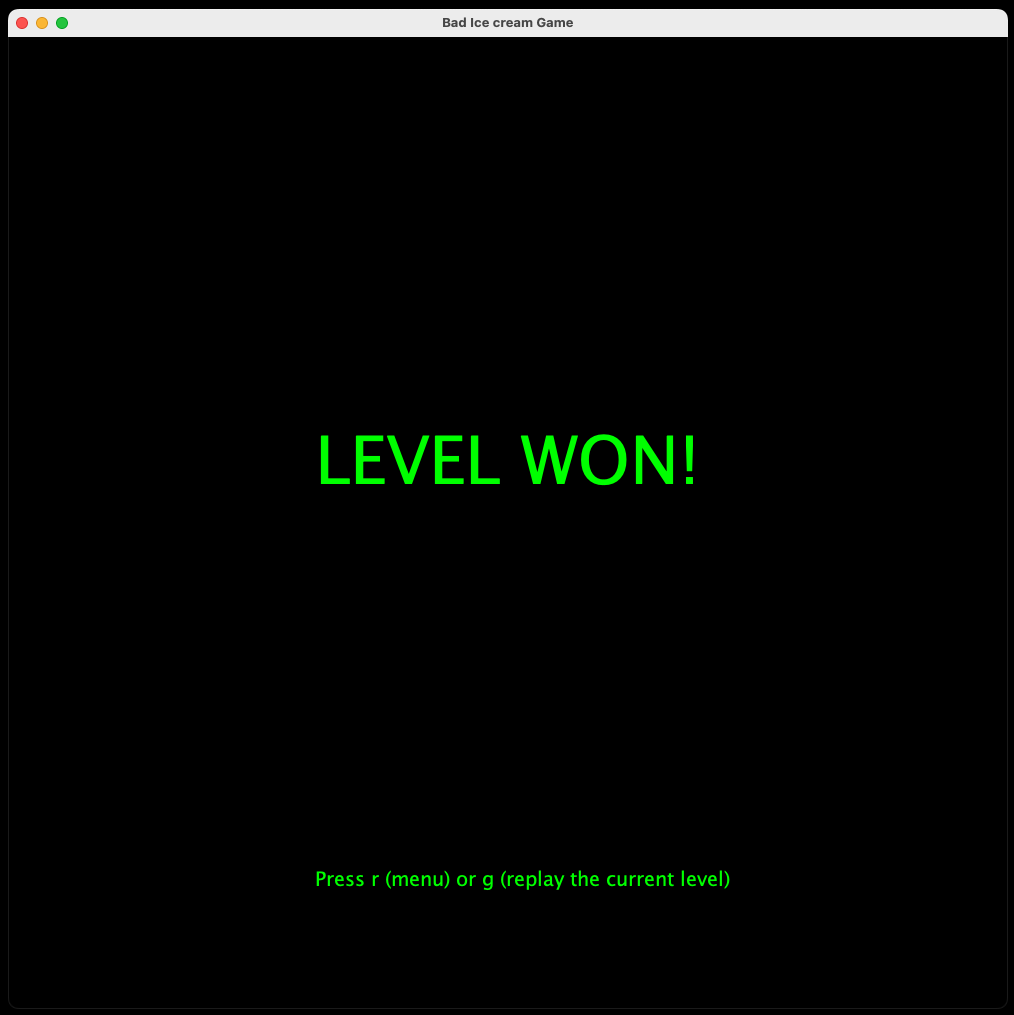 Bad Ice cream Game
LEVEL WON!
Press r (menu) or g (replay the current level)